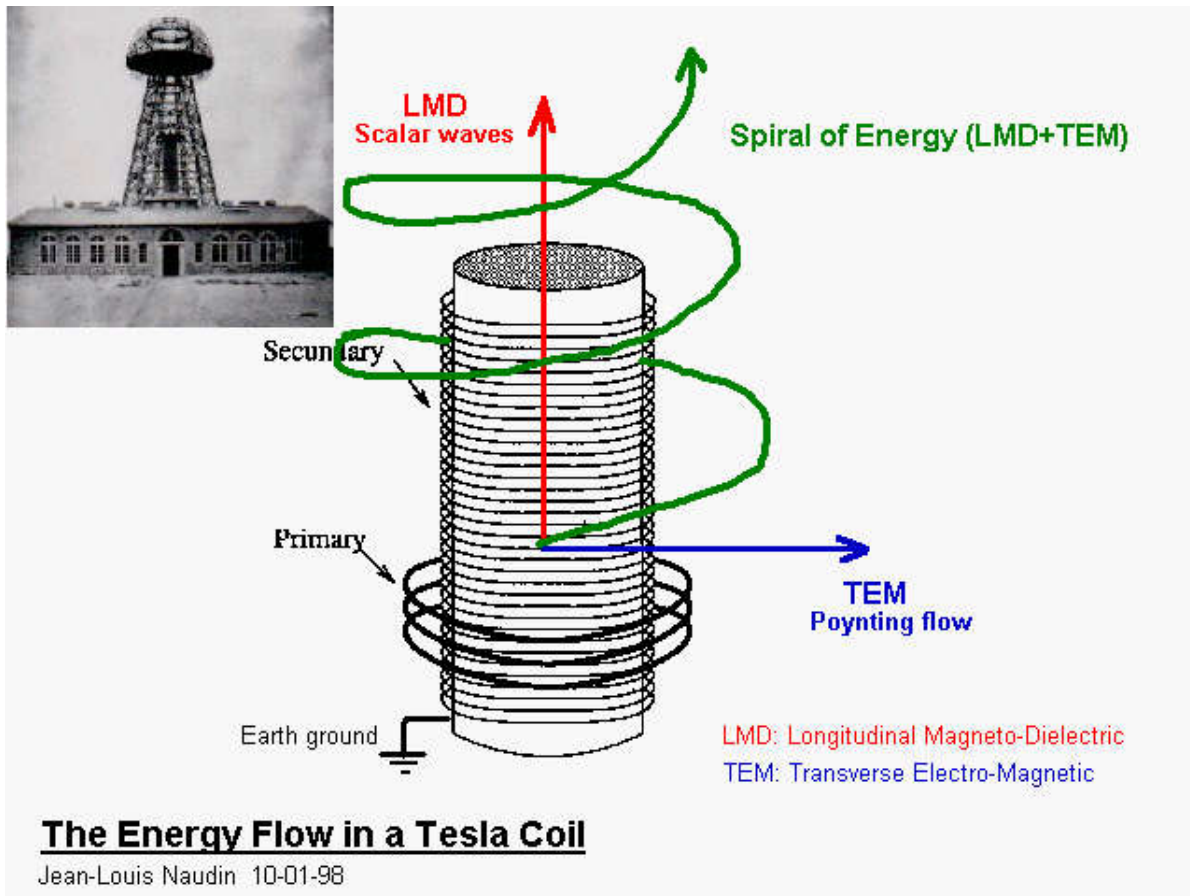 LMD
Scalar waves
Spiral of Energy (LMD+TEM)
Secundary
Primary
TEM
Poynting flow
Earth ground
LMD: Longitudinal Magneto-Dielectric
TEM: Transverse Electro-Magnetic
The Energy Flow in a Tesla Coil
Jean-Louis Naudin 10-01-98